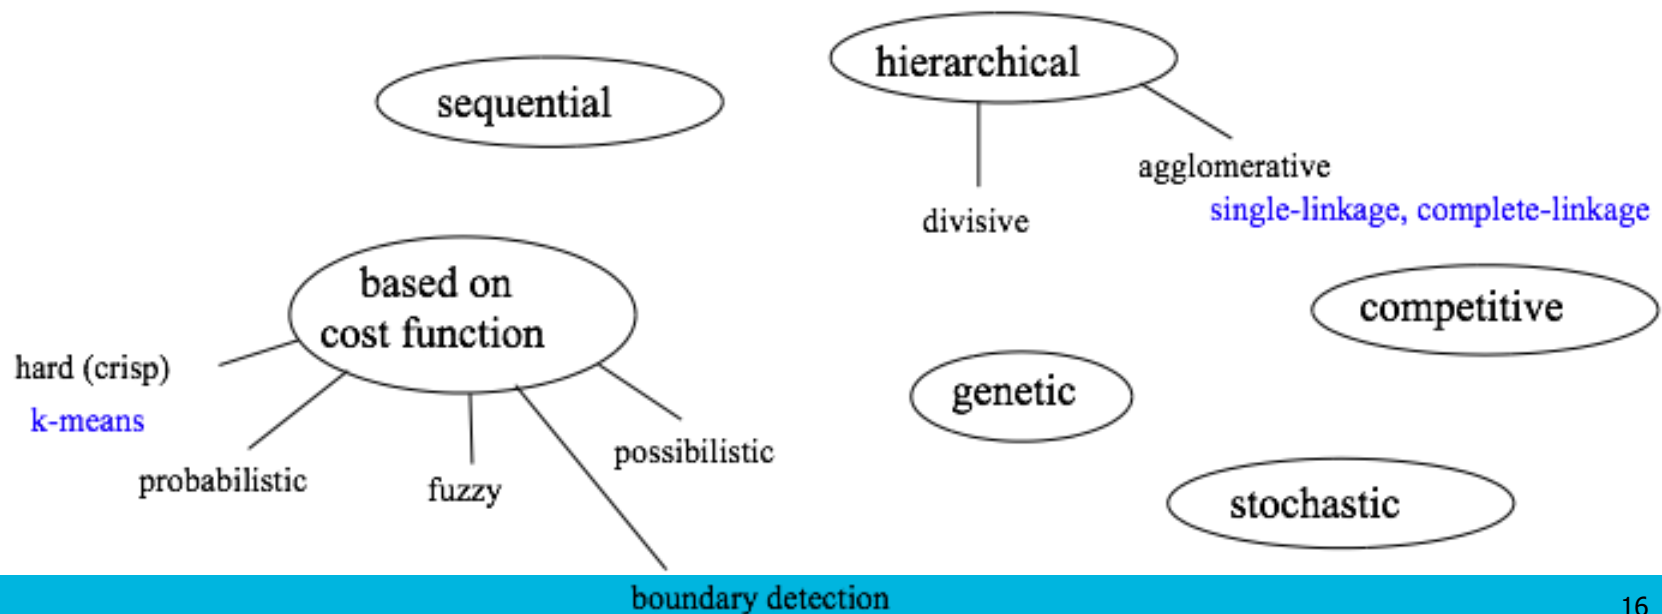 hierarchical
sequential
agglomerative
single-linkage, complete-linkage
divisive
based on
cost function
competitive
hard (crisp)
k-means
genetic
possibilistic
probabilistic
fuzzy
stochastic
boundary detection
16